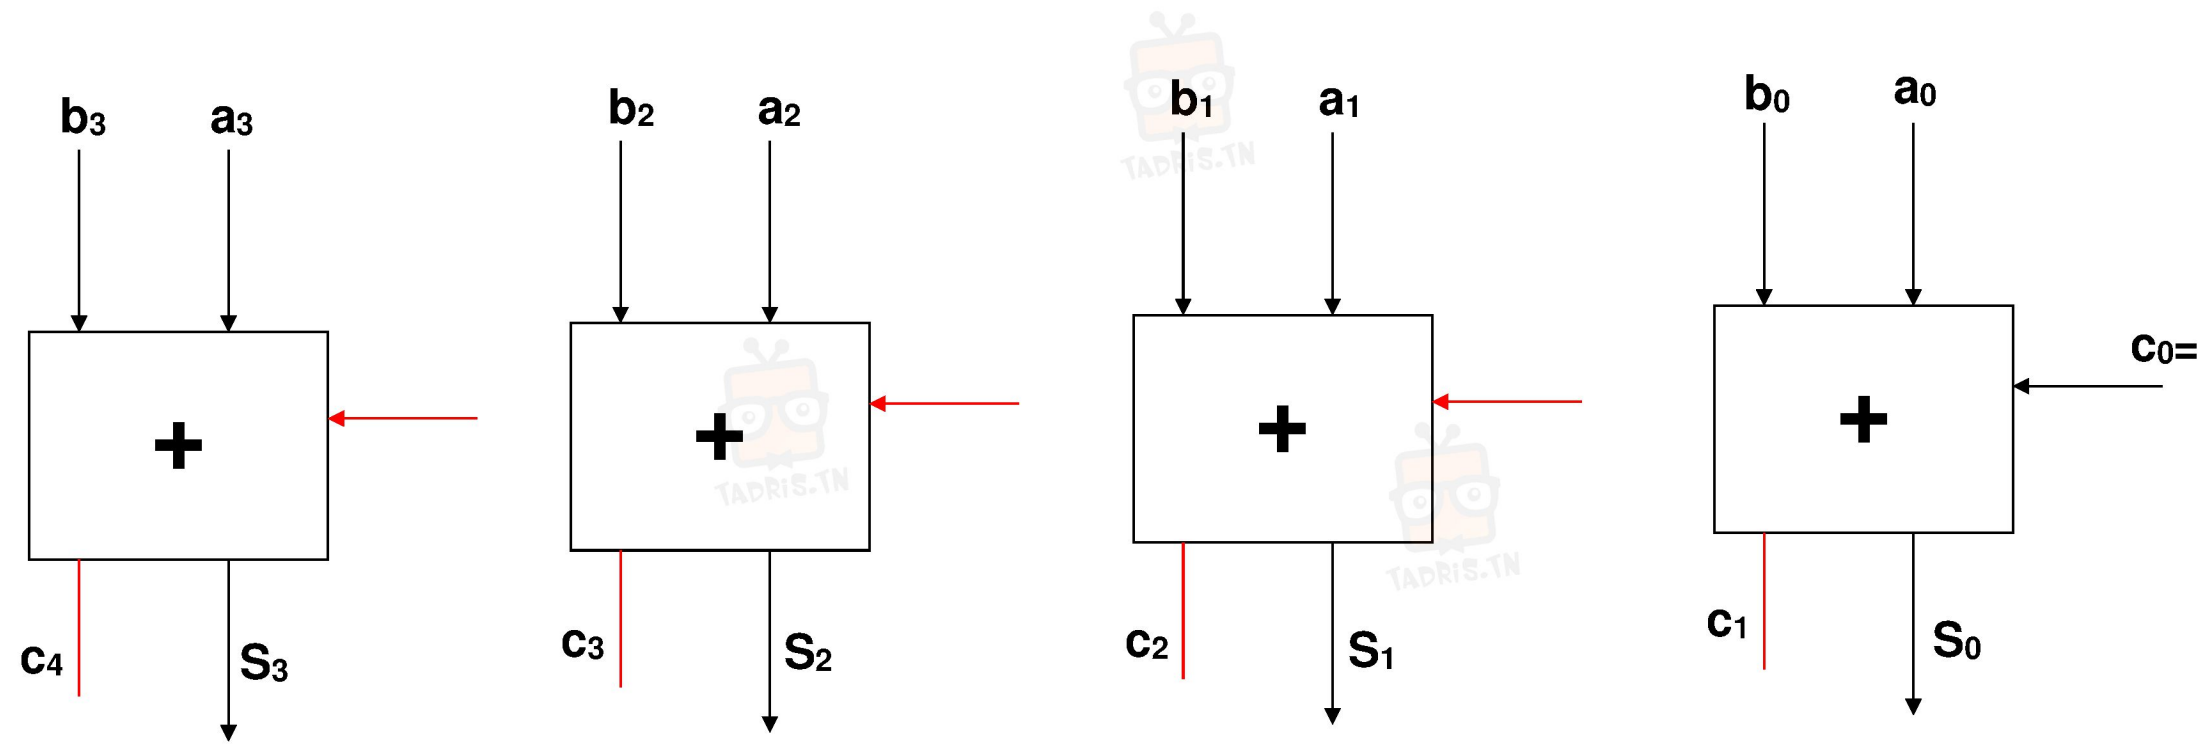 b3 a3 b2 a2 b1 a1 b0 a0
TADRIS.TN
c0=
+ + + +
TADRIS.TN
TADRIS.TN
c4 S3 c3 S2 c2 S1 c1 S0